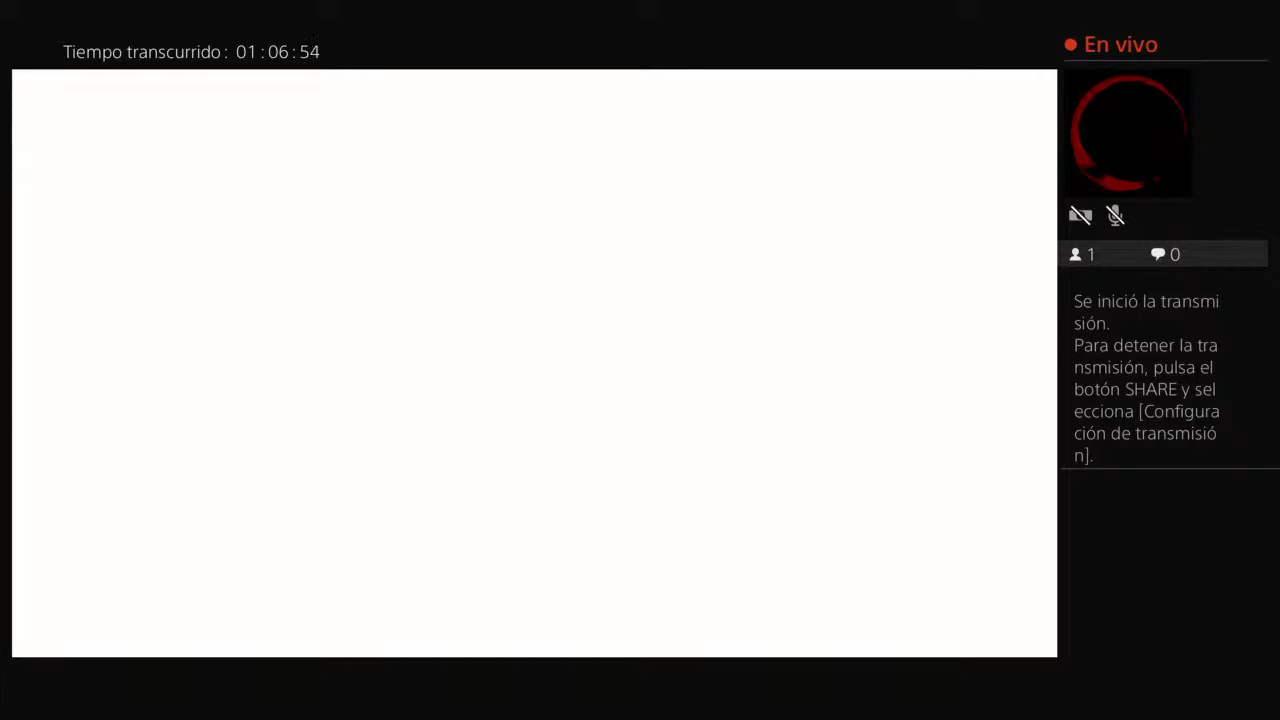 Tiempo transcurrido: 01:06:54
En vivo
1 0
Se inició la transmi
sión.
Para detener la tra
nsmisión, pulsa el
botón SHARE y sel
ecciona [Configura
ción de transmisió
n].